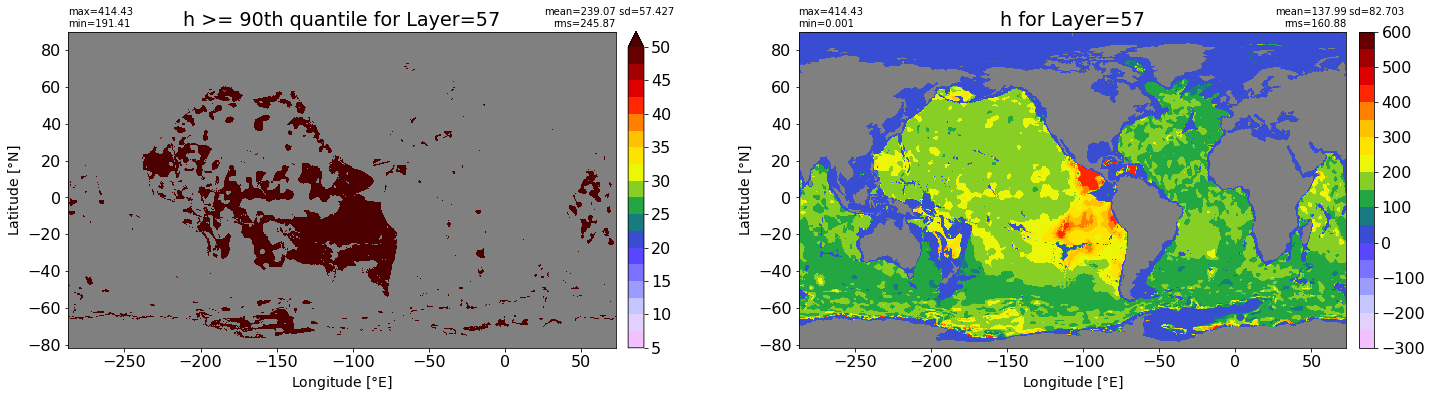 max=414.43
min=191.41
h >= 90th quantile for Layer=57
mean=239.07 sd=57.427
rms=245.87
Latitude [°N]
80
60
40
20
0
−20
−40
−60
−80
−250 −200 −150 −100 −50 0 50
Longitude [°E]
50
45
40
35
30
25
20
15
10
5
max=414.43
min=0.001
h for Layer=57
mean=137.99 sd=82.703
rms=160.88
Latitude [°N]
80
60
40
20
0
−20
−40
−60
−80
−250 −200 −150 −100 −50 0 50
Longitude [°E]
600
500
400
300
200
100
0
−100
−200
−300